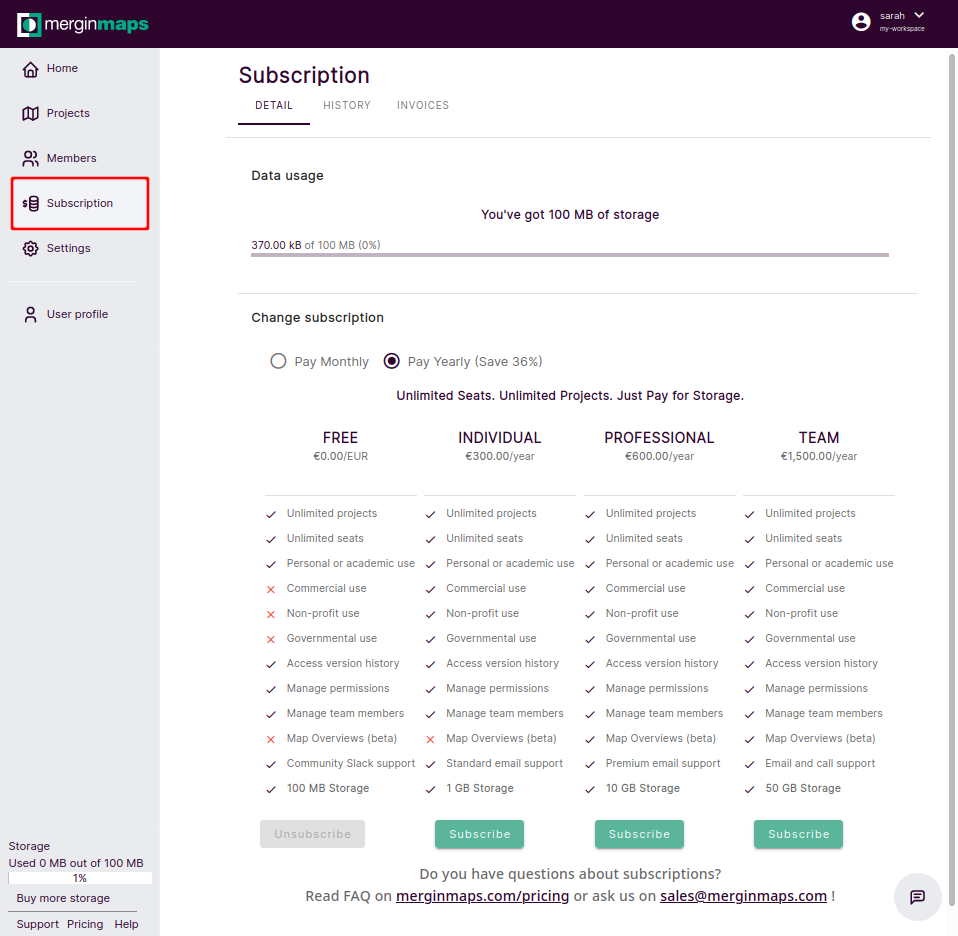 merginmaps
sarah
my-workspace
Home
Projects
Members
Subscription
Settings
User profile
Storage
Used 0 MB out of 100 MB
1%
Buy more storage
Support Pricing Help
Subscription
DETAIL HISTORY INVOICES
Data usage
You've got 100 MB of storage
370.00 kB of 100 MB (0%)
Change subscription
Pay Monthly Pay Yearly (Save 36%)
Unlimited Seats. Unlimited Projects. Just Pay for Storage.
FREE
€0.00/EUR
Unlimited projects
Unlimited seats
Personal or academic use
Commercial use
Non-profit use
Governmental use
Access version history
Manage permissions
Manage team members
Map Overviews (beta)
Community Slack support
100 MB Storage
Unsubscribe
INDIVIDUAL
€300.00/year
Unlimited projects
Unlimited seats
Personal or academic use
Commercial use
Non-profit use
Governmental use
Access version history
Manage permissions
Manage team members
Map Overviews (beta)
Standard email support
1 GB Storage
Subscribe
PROFESSIONAL
€600.00/year
Unlimited projects
Unlimited seats
Personal or academic use
Commercial use
Non-profit use
Governmental use
Access version history
Manage permissions
Manage team members
Map Overviews (beta)
Premium email support
10 GB Storage
Subscribe
TEAM
€1,500.00/year
Unlimited projects
Unlimited seats
Personal or academic use
Commercial use
Non-profit use
Governmental use
Access version history
Manage permissions
Manage team members
Map Overviews (beta)
Email and call support
50 GB Storage
Subscribe
Do you have questions about subscriptions?
Read FAQ on merginmaps.com/pricing or ask us on sales@merginmaps.com !